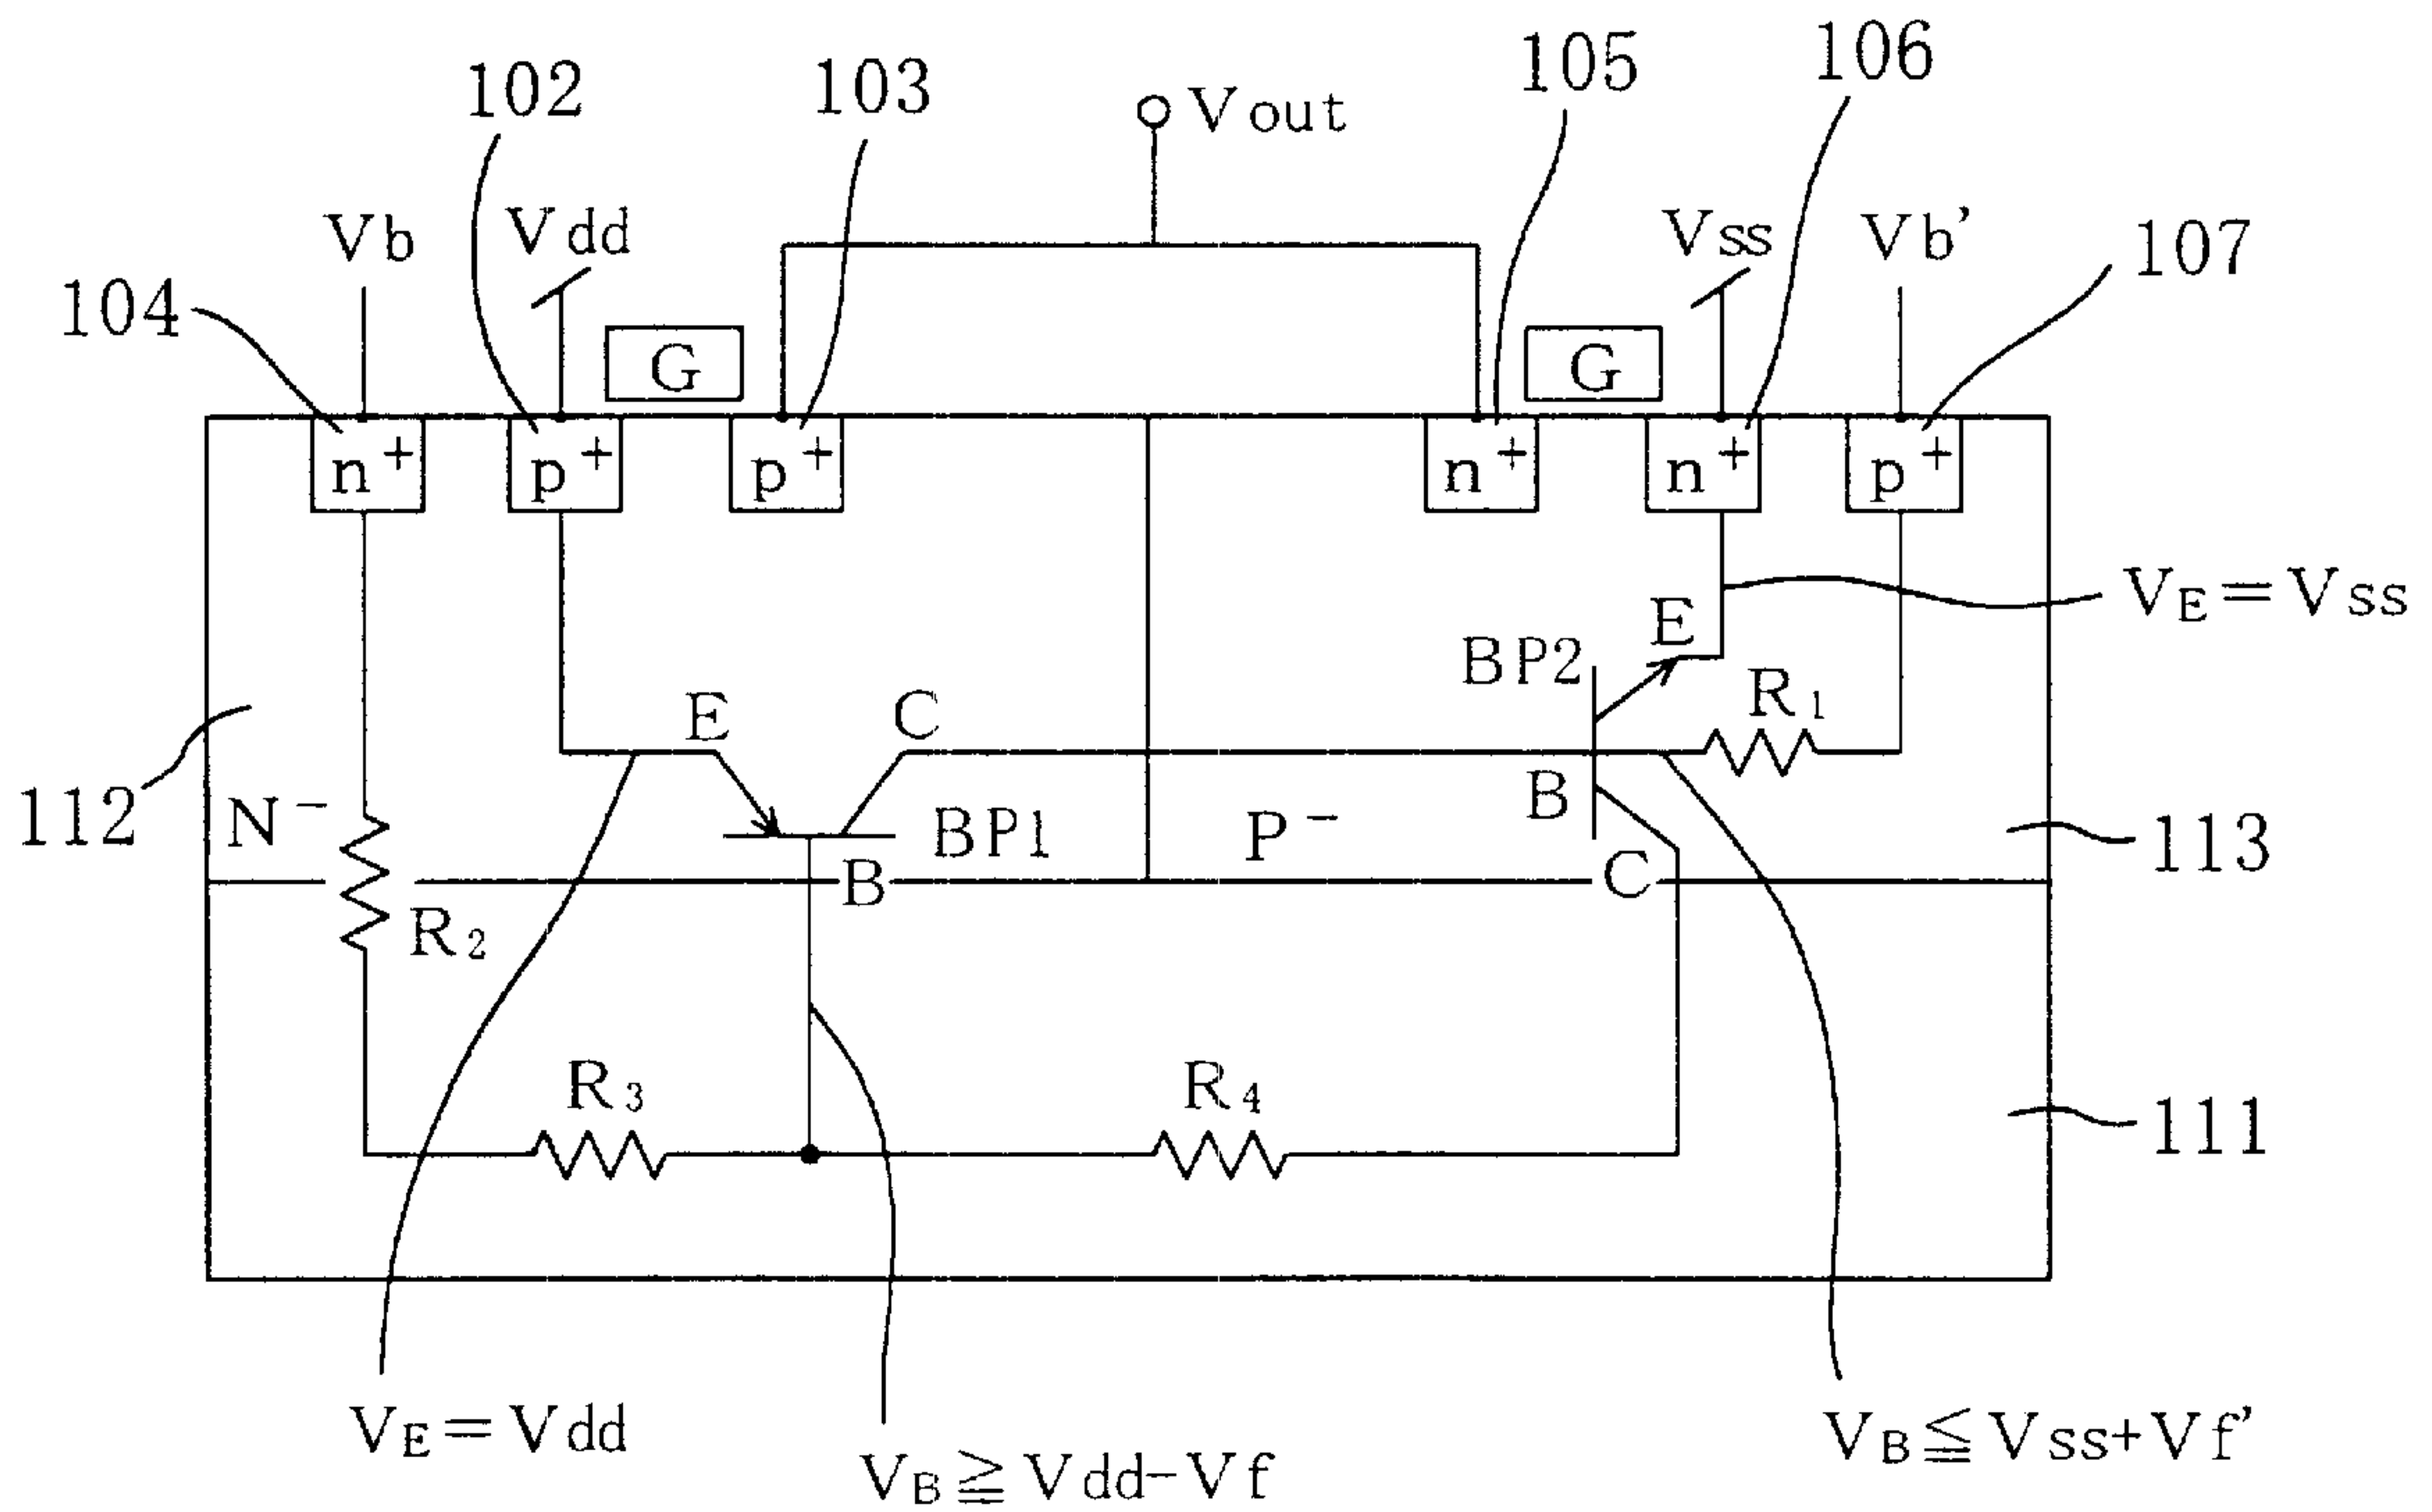 102
103
Vout
105
106
104
Vb
Vdd
Vss
Vb’
107
G
G
n+
p+
p+
n+
n+
p+
VE=Vss
E
BP2
R1
E
C
B
112
N−
BP1
P−
113
B
C
R2
R3
R4
111
VE=Vdd
VB≧Vdd−Vf
VB≦Vss+Vf’